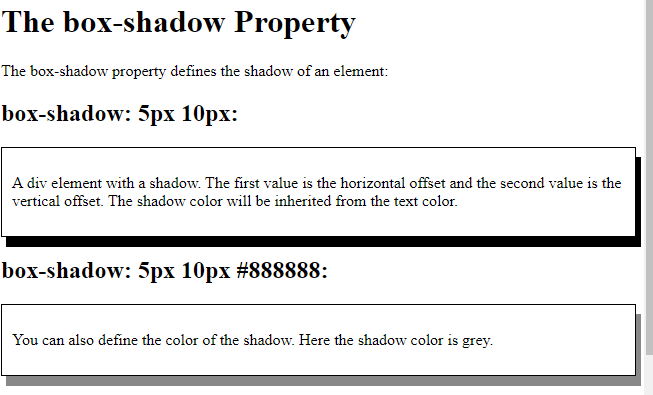 The box-shadow Property
The box-shadow property defines the shadow of an element:
box-shadow: 5px 10px:
A div element with a shadow. The first value is the horizontal offset and the second value is the
vertical offset. The shadow color will be inherited from the text color.
box-shadow: 5px 10px #888888:
You can also define the color of the shadow. Here the shadow color is grey.